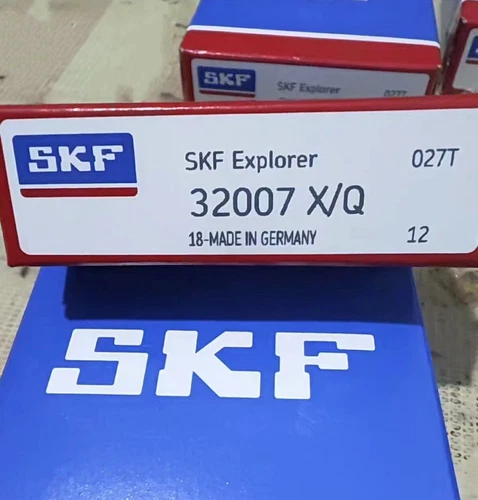 SKF
SKF Explorer
027T
SKF
SKF Explorer
027T
32007 X/Q
18-MADE IN GERMANY
12
SKF